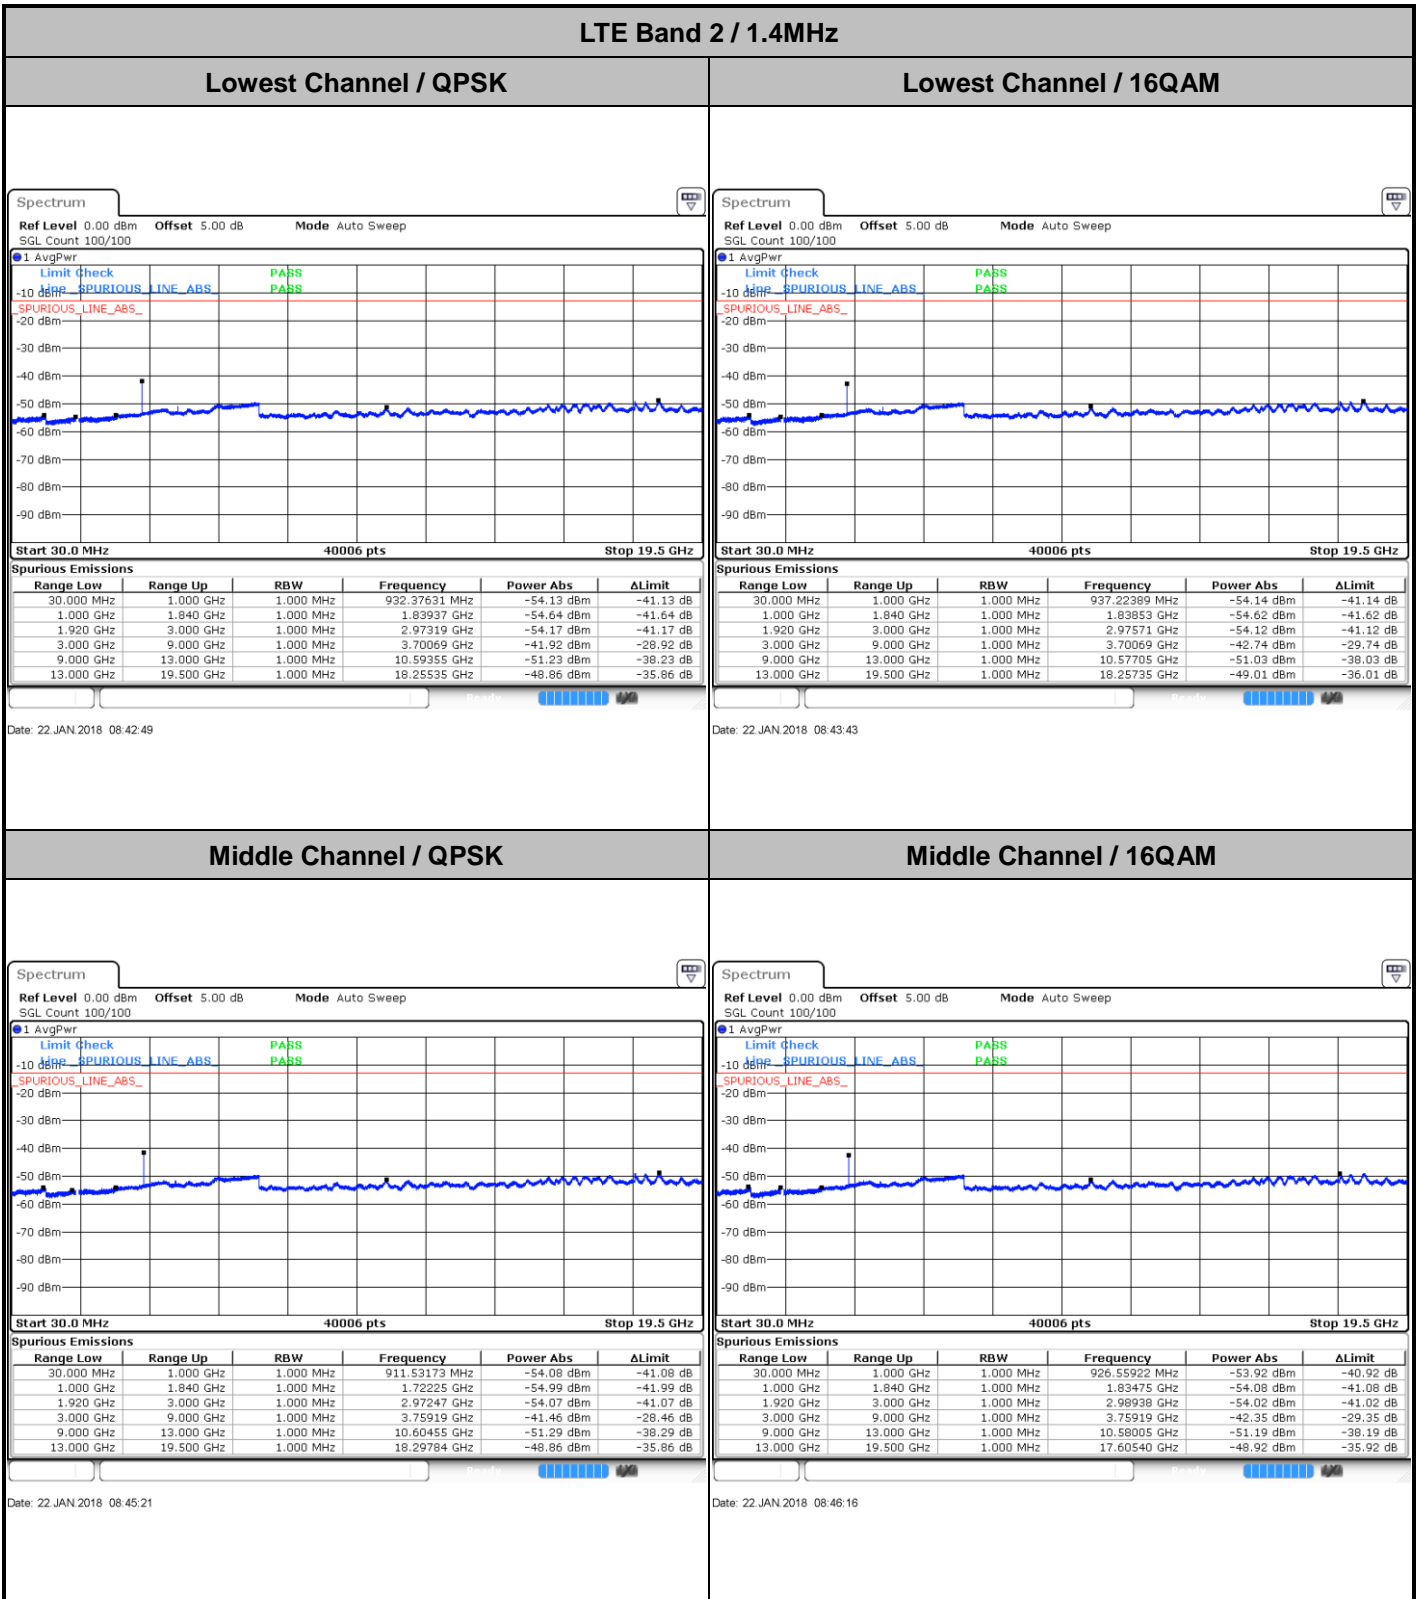 LTE Band 2 / 1.4MHz
Lowest Channel / QPSK
Lowest Channel / 16QAM
Spectrum
Ref Level 0.00 dBm Offset 5.00 dB Mode Auto Sweep
SGL Count 100/100
1 AvgPwr
Limit Check PASS
Line _SPURIOUS_LINE_ABS_ PASS
-10 dBm
_SPURIOUS_LINE_ABS_
-20 dBm
-30 dBm
-40 dBm
-50 dBm
-60 dBm
-70 dBm
-80 dBm
-90 dBm
Start 30.0 MHz 40006 pts Stop 19.5 GHz
Spurious Emissions
Range Low Range Up RBW Frequency Power Abs ΔLimit
30.000 MHz 1.000 GHz 1.000 MHz 932.37631 MHz -54.13 dBm -41.13 dB
1.000 GHz 1.840 GHz 1.000 MHz 1.83937 GHz -54.64 dBm -41.64 dB
1.920 GHz 3.000 GHz 1.000 MHz 2.97319 GHz -54.17 dBm -41.17 dB
3.000 GHz 9.000 GHz 1.000 MHz 3.70069 GHz -41.92 dBm -28.92 dB
9.000 GHz 13.000 GHz 1.000 MHz 10.59355 GHz -51.23 dBm -38.23 dB
13.000 GHz 19.500 GHz 1.000 MHz 18.25535 GHz -48.86 dBm -35.86 dB
Ready
Date: 22.JAN.2018 08:42:49
Spectrum
Ref Level 0.00 dBm Offset 5.00 dB Mode Auto Sweep
SGL Count 100/100
1 AvgPwr
Limit Check PASS
Line _SPURIOUS_LINE_ABS_ PASS
-10 dBm
_SPURIOUS_LINE_ABS_
-20 dBm
-30 dBm
-40 dBm
-50 dBm
-60 dBm
-70 dBm
-80 dBm
-90 dBm
Start 30.0 MHz 40006 pts Stop 19.5 GHz
Spurious Emissions
Range Low Range Up RBW Frequency Power Abs ΔLimit
30.000 MHz 1.000 GHz 1.000 MHz 937.22389 MHz -54.14 dBm -41.14 dB
1.000 GHz 1.840 GHz 1.000 MHz 1.83853 GHz -54.62 dBm -41.62 dB
1.920 GHz 3.000 GHz 1.000 MHz 2.97571 GHz -54.12 dBm -41.12 dB
3.000 GHz 9.000 GHz 1.000 MHz 3.70069 GHz -42.74 dBm -29.74 dB
9.000 GHz 13.000 GHz 1.000 MHz 10.57705 GHz -51.03 dBm -38.03 dB
13.000 GHz 19.500 GHz 1.000 MHz 18.25735 GHz -49.01 dBm -36.01 dB
Ready
Date: 22.JAN.2018 08:43:43
Middle Channel / QPSK
Middle Channel / 16QAM
Spectrum
Ref Level 0.00 dBm Offset 5.00 dB Mode Auto Sweep
SGL Count 100/100
1 AvgPwr
Limit Check PASS
Line _SPURIOUS_LINE_ABS_ PASS
-10 dBm
_SPURIOUS_LINE_ABS_
-20 dBm
-30 dBm
-40 dBm
-50 dBm
-60 dBm
-70 dBm
-80 dBm
-90 dBm
Start 30.0 MHz 40006 pts Stop 19.5 GHz
Spurious Emissions
Range Low Range Up RBW Frequency Power Abs ΔLimit
30.000 MHz 1.000 GHz 1.000 MHz 911.53173 MHz -54.08 dBm -41.08 dB
1.000 GHz 1.840 GHz 1.000 MHz 1.72225 GHz -54.99 dBm -41.99 dB
1.920 GHz 3.000 GHz 1.000 MHz 2.97247 GHz -54.07 dBm -41.07 dB
3.000 GHz 9.000 GHz 1.000 MHz 3.75919 GHz -41.46 dBm -28.46 dB
9.000 GHz 13.000 GHz 1.000 MHz 10.60455 GHz -51.29 dBm -38.29 dB
13.000 GHz 19.500 GHz 1.000 MHz 18.29784 GHz -48.86 dBm -35.86 dB
Ready
Date: 22.JAN.2018 08:45:21
Spectrum
Ref Level 0.00 dBm Offset 5.00 dB Mode Auto Sweep
SGL Count 100/100
1 AvgPwr
Limit Check PASS
Line _SPURIOUS_LINE_ABS_ PASS
-10 dBm
_SPURIOUS_LINE_ABS_
-20 dBm
-30 dBm
-40 dBm
-50 dBm
-60 dBm
-70 dBm
-80 dBm
-90 dBm
Start 30.0 MHz 40006 pts Stop 19.5 GHz
Spurious Emissions
Range Low Range Up RBW Frequency Power Abs ΔLimit
30.000 MHz 1.000 GHz 1.000 MHz 926.55922 MHz -53.92 dBm -40.92 dB
1.000 GHz 1.840 GHz 1.000 MHz 1.83475 GHz -54.08 dBm -41.08 dB
1.920 GHz 3.000 GHz 1.000 MHz 2.98938 GHz -54.02 dBm -41.02 dB
3.000 GHz 9.000 GHz 1.000 MHz 3.75919 GHz -42.35 dBm -29.35 dB
9.000 GHz 13.000 GHz 1.000 MHz 10.58005 GHz -51.19 dBm -38.19 dB
13.000 GHz 19.500 GHz 1.000 MHz 17.60540 GHz -48.92 dBm -35.92 dB
Ready
Date: 22.JAN.2018 08:46:16